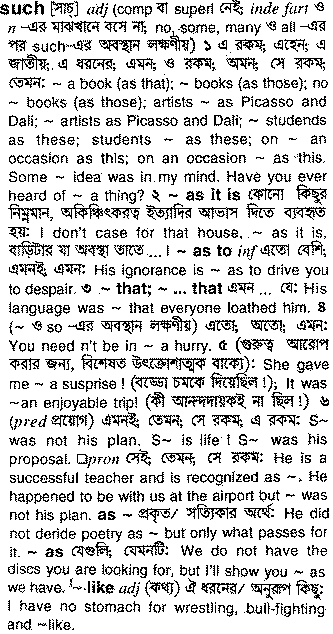 such [সাচ্] adj (comp বা superl নেই; indef art ও
n –এর মাঝখানে বসে না; no, some, many ও all –এর
পর such–এর অবস্থান লক্ষণীয়) ১ এ রকম; এহেন; এ
জাতীয়; এ ধরনের; এমন; ও রকম; অমন; সে রকম;
তেমন: ~ a book (as that); ~ books (as those); no
~ books (as those); artists ~ as Picasso and
Dali; ~ artists as Picasso and Dali; ~ studends
as these; students ~ as these; on ~ an
occasion as this; on an occasion ~ as this.
Some ~ idea was in my mind. Have you ever
heard of ~ a thing? ২ ~ as it is কোনো কিছুর
নিম্নমান, অকিঞ্চিৎকরত্ব ইত্যাদির আভাস দিতে ব্যবহৃত
হয়: I don't case for that house, ~ as it is,
বাড়িটার যা অবস্থা তাতে ...। ~ as to inf এতো বেশি;
এমনই; এমন: His ignorance is ~ as to drive you
to despair. ৩ ~ that; ~ ... that এমন ... যে: His
language was ~ that everyone loathed him. ৪
(~ ও so –এর অবস্থান লক্ষণীয়) এতো; অতো; এমন:
You need n't be in ~ a hurry. ৫ (গুরুত্ব আরোপ
করার জন্য, বিশেষত উৎক্রোশাত্মক বাক্যে): She gave
me ~ a susprise ! (বড্ডো চমকে দিয়েছিল !); It was
~an enjoyable trip! (কী আনন্দদায়কই না ছিল !) ৬
(pred প্রয়োগ) এমনই; তেমন; সে রকম; এ রকম: S~
was not his plan. S~ is life ! S~ was his
proposal. □pron সেই; তেমন; সে রকম: He is a
successful teacher and is recognized as ~. He
happened to be with us at the airport but ~ was
not his plan. as ~ প্রকৃত/ সত্যিকার অর্থে: He did
not deride poetry as ~ but only what passes for
it. ~ as যেগুলি; যেমনটি: We do not have the
discs you are looking for, but I'll show you ~ as
we have. ~like adj (কথ্য) ঐ ধরনের/ অনুরূপ কিছু:
I have no stomach for wrestling, bull-fighting
and ~like.